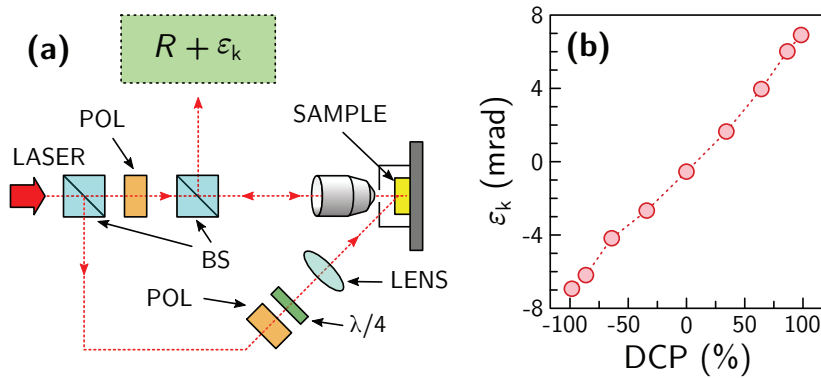 (a)
R + εk
POL
LASER
SAMPLE
BS
POL
LENS
λ/4
(b)
εk (mrad)
8
4
0
-4
-8
-100
-50
0
50
100
DCP (%)